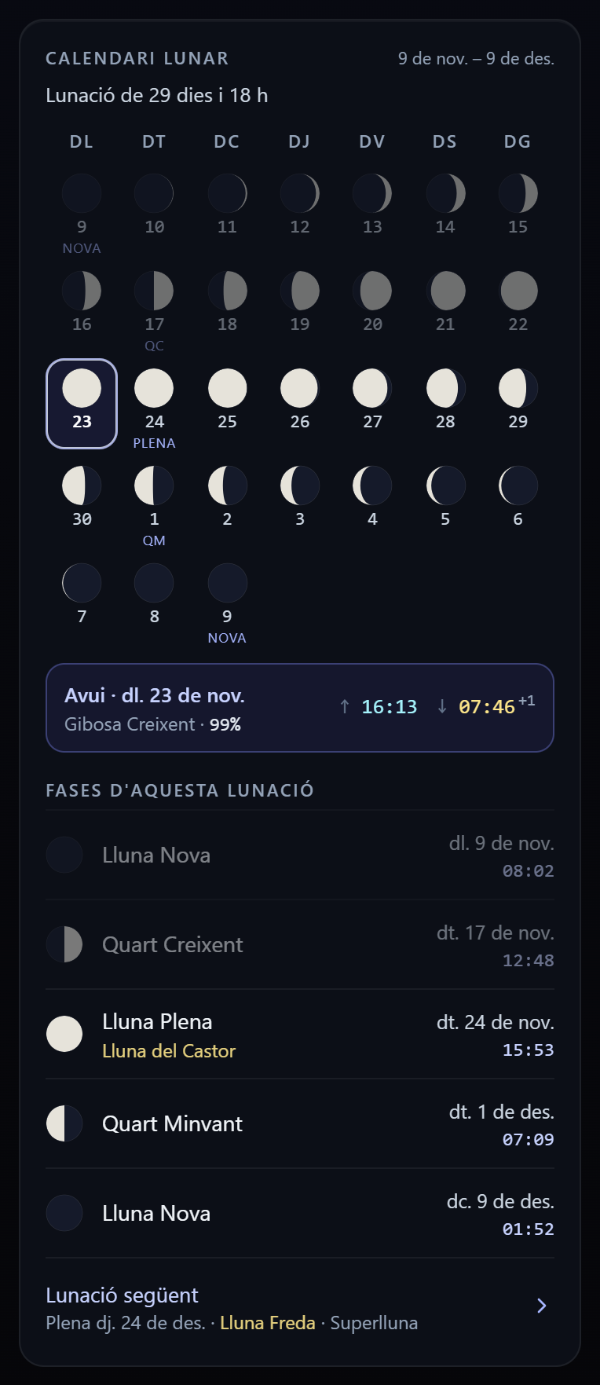 CALENDARI LUNAR 9 de nov. – 9 de des.
Lunació de 29 dies i 18 h
DL DT DC DJ DV DS DG
9 10 11 12 13 14 15
NOVA
16 17 18 19 20 21 22
QC
23 24 25 26 27 28 29
PLENA
30 1 2 3 4 5 6
QM
7 8 9
NOVA
Avui · dl. 23 de nov.
Gibosa Creixent · 99%
↑ 16:13 ↓ 07:46 +1
FASES D'AQUESTA LUNACIÓ
Lluna Nova
dl. 9 de nov.
08:02
Quart Creixent
dt. 17 de nov.
12:48
Lluna Plena
Lluna del Castor
dt. 24 de nov.
15:53
Quart Minvant
dt. 1 de des.
07:09
Lluna Nova
dc. 9 de des.
01:52
Lunació següent
Plena dj. 24 de des. · Lluna Freda · Superlluna